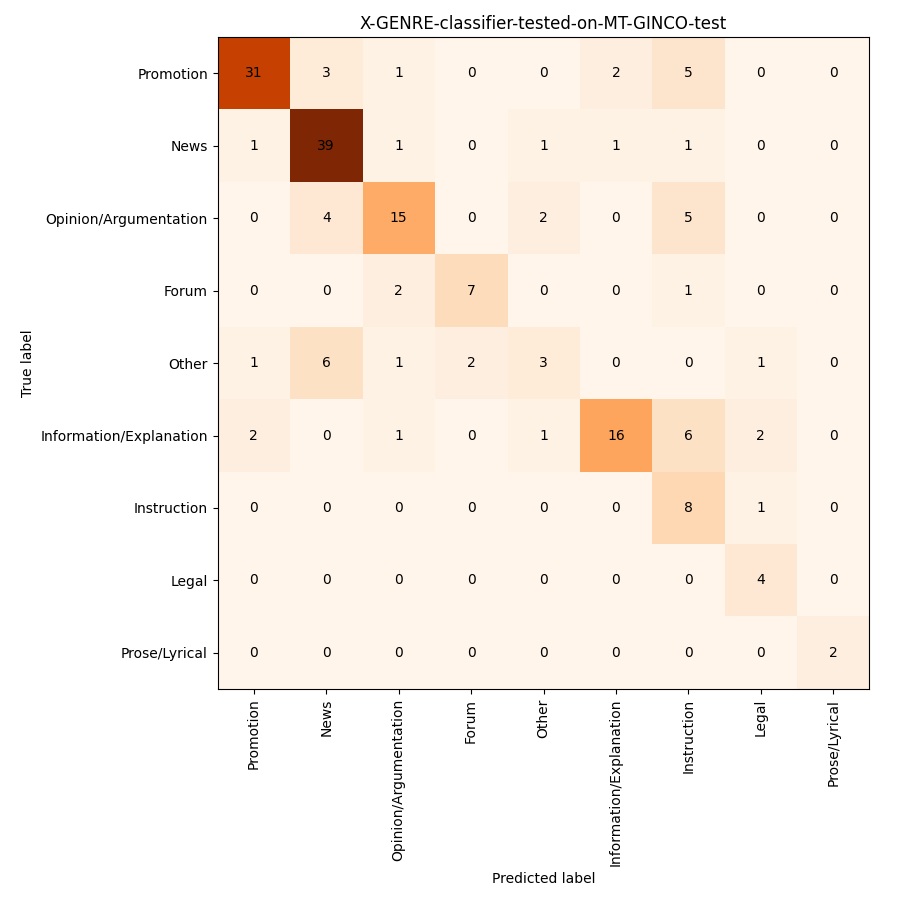 X-GENRE-classifier-tested-on-MT-GINCO-test
Promotion 31 3 1 0 0 2 5 0 0
News 1 39 1 0 1 1 1 0 0
Opinion/Argumentation 0 4 15 0 2 0 5 0 0
Forum 0 0 2 7 0 0 1 0 0
True label
Other 1 6 1 2 3 0 0 1 0
Information/Explanation 2 0 1 0 1 16 6 2 0
Instruction 0 0 0 0 0 0 8 1 0
Legal 0 0 0 0 0 0 0 4 0
Prose/Lyrical 0 0 0 0 0 0 0 0 2
Promotion
News
Opinion/Argumentation
Forum
Other
Information/Explanation
Instruction
Legal
Prose/Lyrical
Predicted label